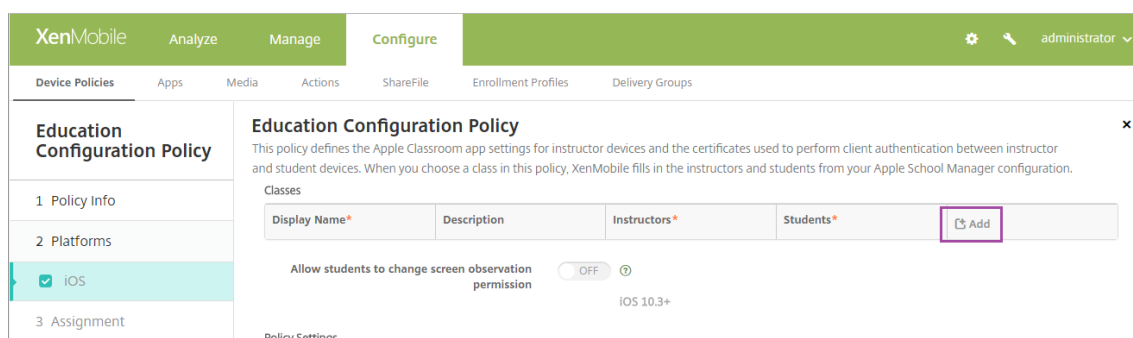 XenMobile Analyze Manage Configure administrator
Device Policies Apps Media Actions ShareFile Enrollment Profiles Delivery Groups
Education
Configuration Policy
1 Policy Info
2 Platforms
iOS
3 Assignment
Education Configuration Policy
This policy defines the Apple Classroom app settings for instructor devices and the certificates used to perform client authentication between instructor
and student devices. When you choose a class in this policy, XenMobile fills in the instructors and students from your Apple School Manager configuration.
Classes
Display Name* Description Instructors* Students* Add
Allow students to change screen observation
permission
OFF
iOS 10.3+
Policy Settings